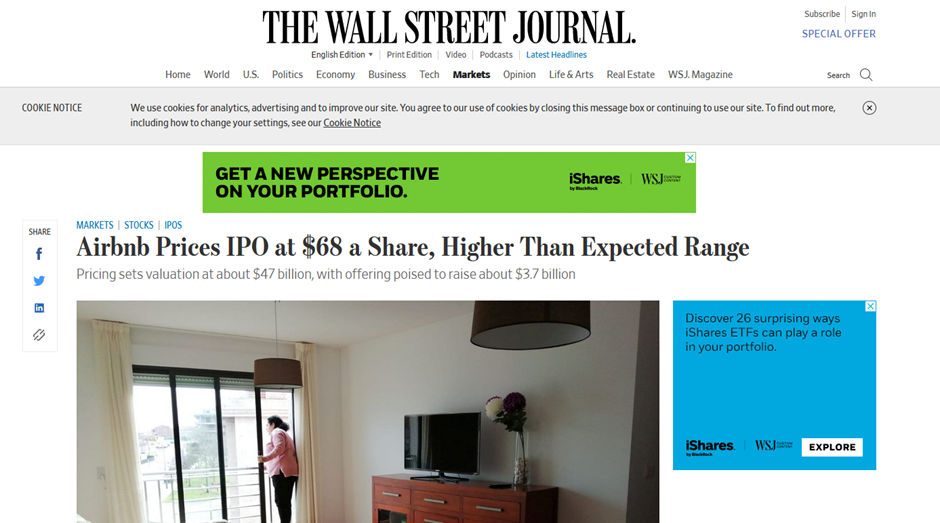 THE WALL STREET JOURNAL.
Subscribe | Sign In
SPECIAL OFFER
English Edition ▾ | Print Edition | Video | Podcasts | Latest Headlines
Home World U.S. Politics Economy Business Tech Markets Opinion Life & Arts Real Estate WSJ. Magazine Search
COOKIE NOTICE
We use cookies for analytics, advertising and to improve our site. You agree to our use of cookies by closing this message box or continuing to use our site. To find out more,
including how to change your settings, see our Cookie Notice
GET A NEW PERSPECTIVE
ON YOUR PORTFOLIO.
iShares.
by BlackRock
WSJ CUSTOM
CONTENT
SHARE
MARKETS | STOCKS | IPOS
Airbnb Prices IPO at $68 a Share, Higher Than Expected Range
Pricing sets valuation at about $47 billion, with offering poised to raise about $3.7 billion
Discover 26 surprising ways
iShares ETFs can play a role
in your portfolio.
iShares.
by BlackRock
WSJ CUSTOM
CONTENT
EXPLORE